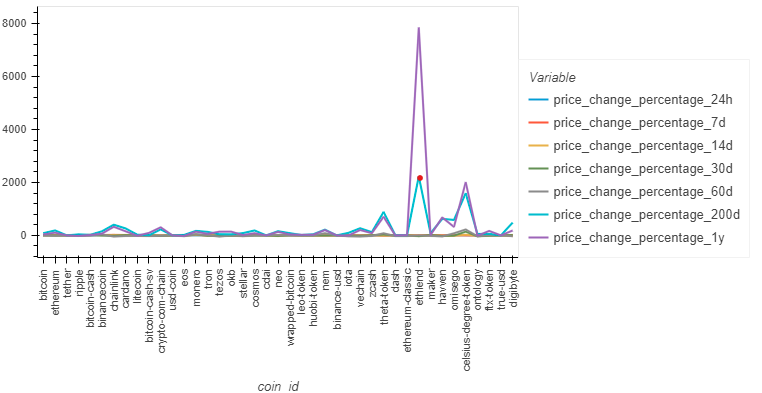 8000
6000
4000
2000
0
bitcoin
ethereum
tether
ripple
bitcoin-cash
binancecoin
chainlink
cardano
litecoin
bitcoin-cash-sv
crypto-com-chain
usd-coin
eos
monero
tron
tezos
okb
stellar
cosmos
cdai
neo
wrapped-bitcoin
leo-token
huobi-token
nem
binance-usd
iota
vechain
zcash
theta-token
dash
ethereum-classic
ethlend
maker
havven
omisego
celsius-degree-token
ontology
ftx-token
true-usd
digibyte
coin_id
Variable
price_change_percentage_24h
price_change_percentage_7d
price_change_percentage_14d
price_change_percentage_30d
price_change_percentage_60d
price_change_percentage_200d
price_change_percentage_1y